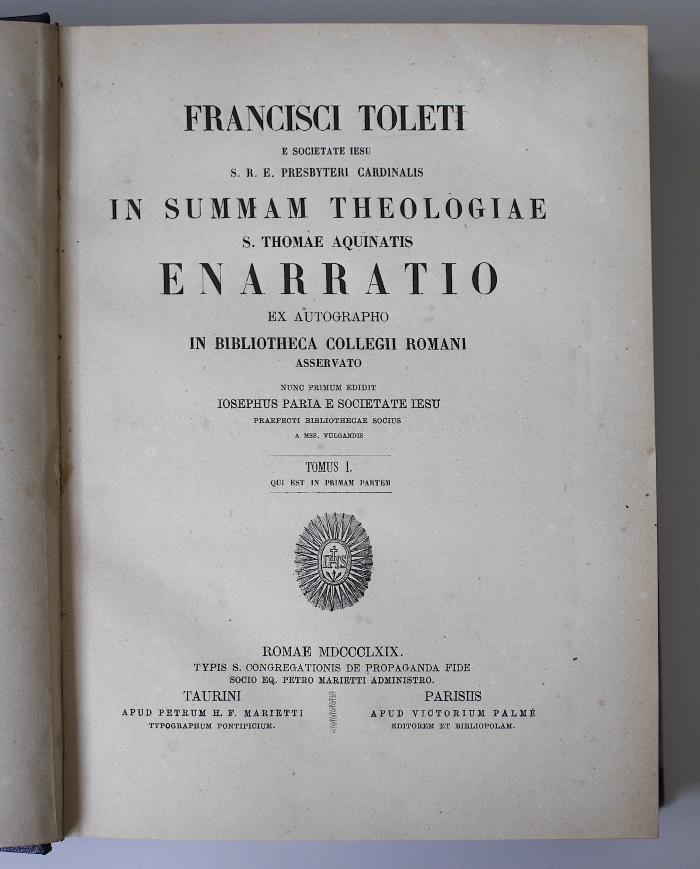 FRANCISCI TOLETI
E SOCIETATE IESU
S. R. E. PRESBYTERI CARDINALIS
IN SUMMAM THEOLOGIAE
S. THOMAE AQUINATIS
ENARRATIO
EX AUTOGRAPHO
IN BIBLIOTHECA COLLEGII ROMANI
ASSERVATO
NUNC PRIMUM EDIDIT
IOSEPHUS PARIA E SOCIETATE IESU
PRAEFECTI BIBLIOTHECAE SOCIUS
A MSS. VULGANDIS
TOMUS I.
QUI EST IN PRIMAM PARTEM
IHS
ROMAE MDCCCLXIX.
TYPIS S. CONGREGATIONIS DE PROPAGANDA FIDE
SOCIO EQ. PETRO MARIETTI ADMINISTRO.
TAURINI
APUD PETRUM H. F. MARIETTI
TYPOGRAPHUM PONTIFICIUM.
PARISIIS
APUD VICTORIUM PALMÉ
EDITOREM ET BIBLIOPOLAM.